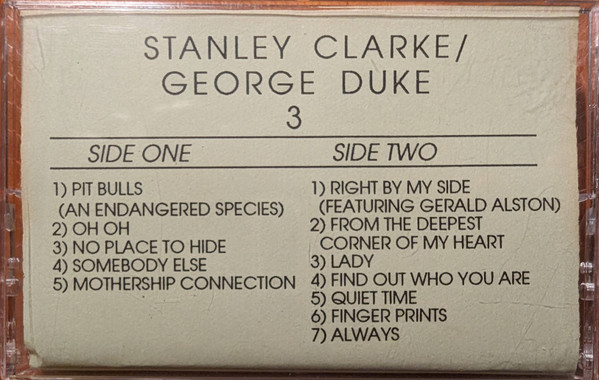 STANLEY CLARKE/
GEORGE DUKE
3
SIDE ONE
1) PIT BULLS
(AN ENDANGERED SPECIES)
2) OH OH
3) NO PLACE TO HIDE
4) SOMEBODY ELSE
5) MOTHERSHIP CONNECTION
SIDE TWO
1) RIGHT BY MY SIDE
(FEATURING GERALD ALSTON)
2) FROM THE DEEPEST
CORNER OF MY HEART
3) LADY
4) FIND OUT WHO YOU ARE
5) QUIET TIME
6) FINGER PRINTS
7) ALWAYS